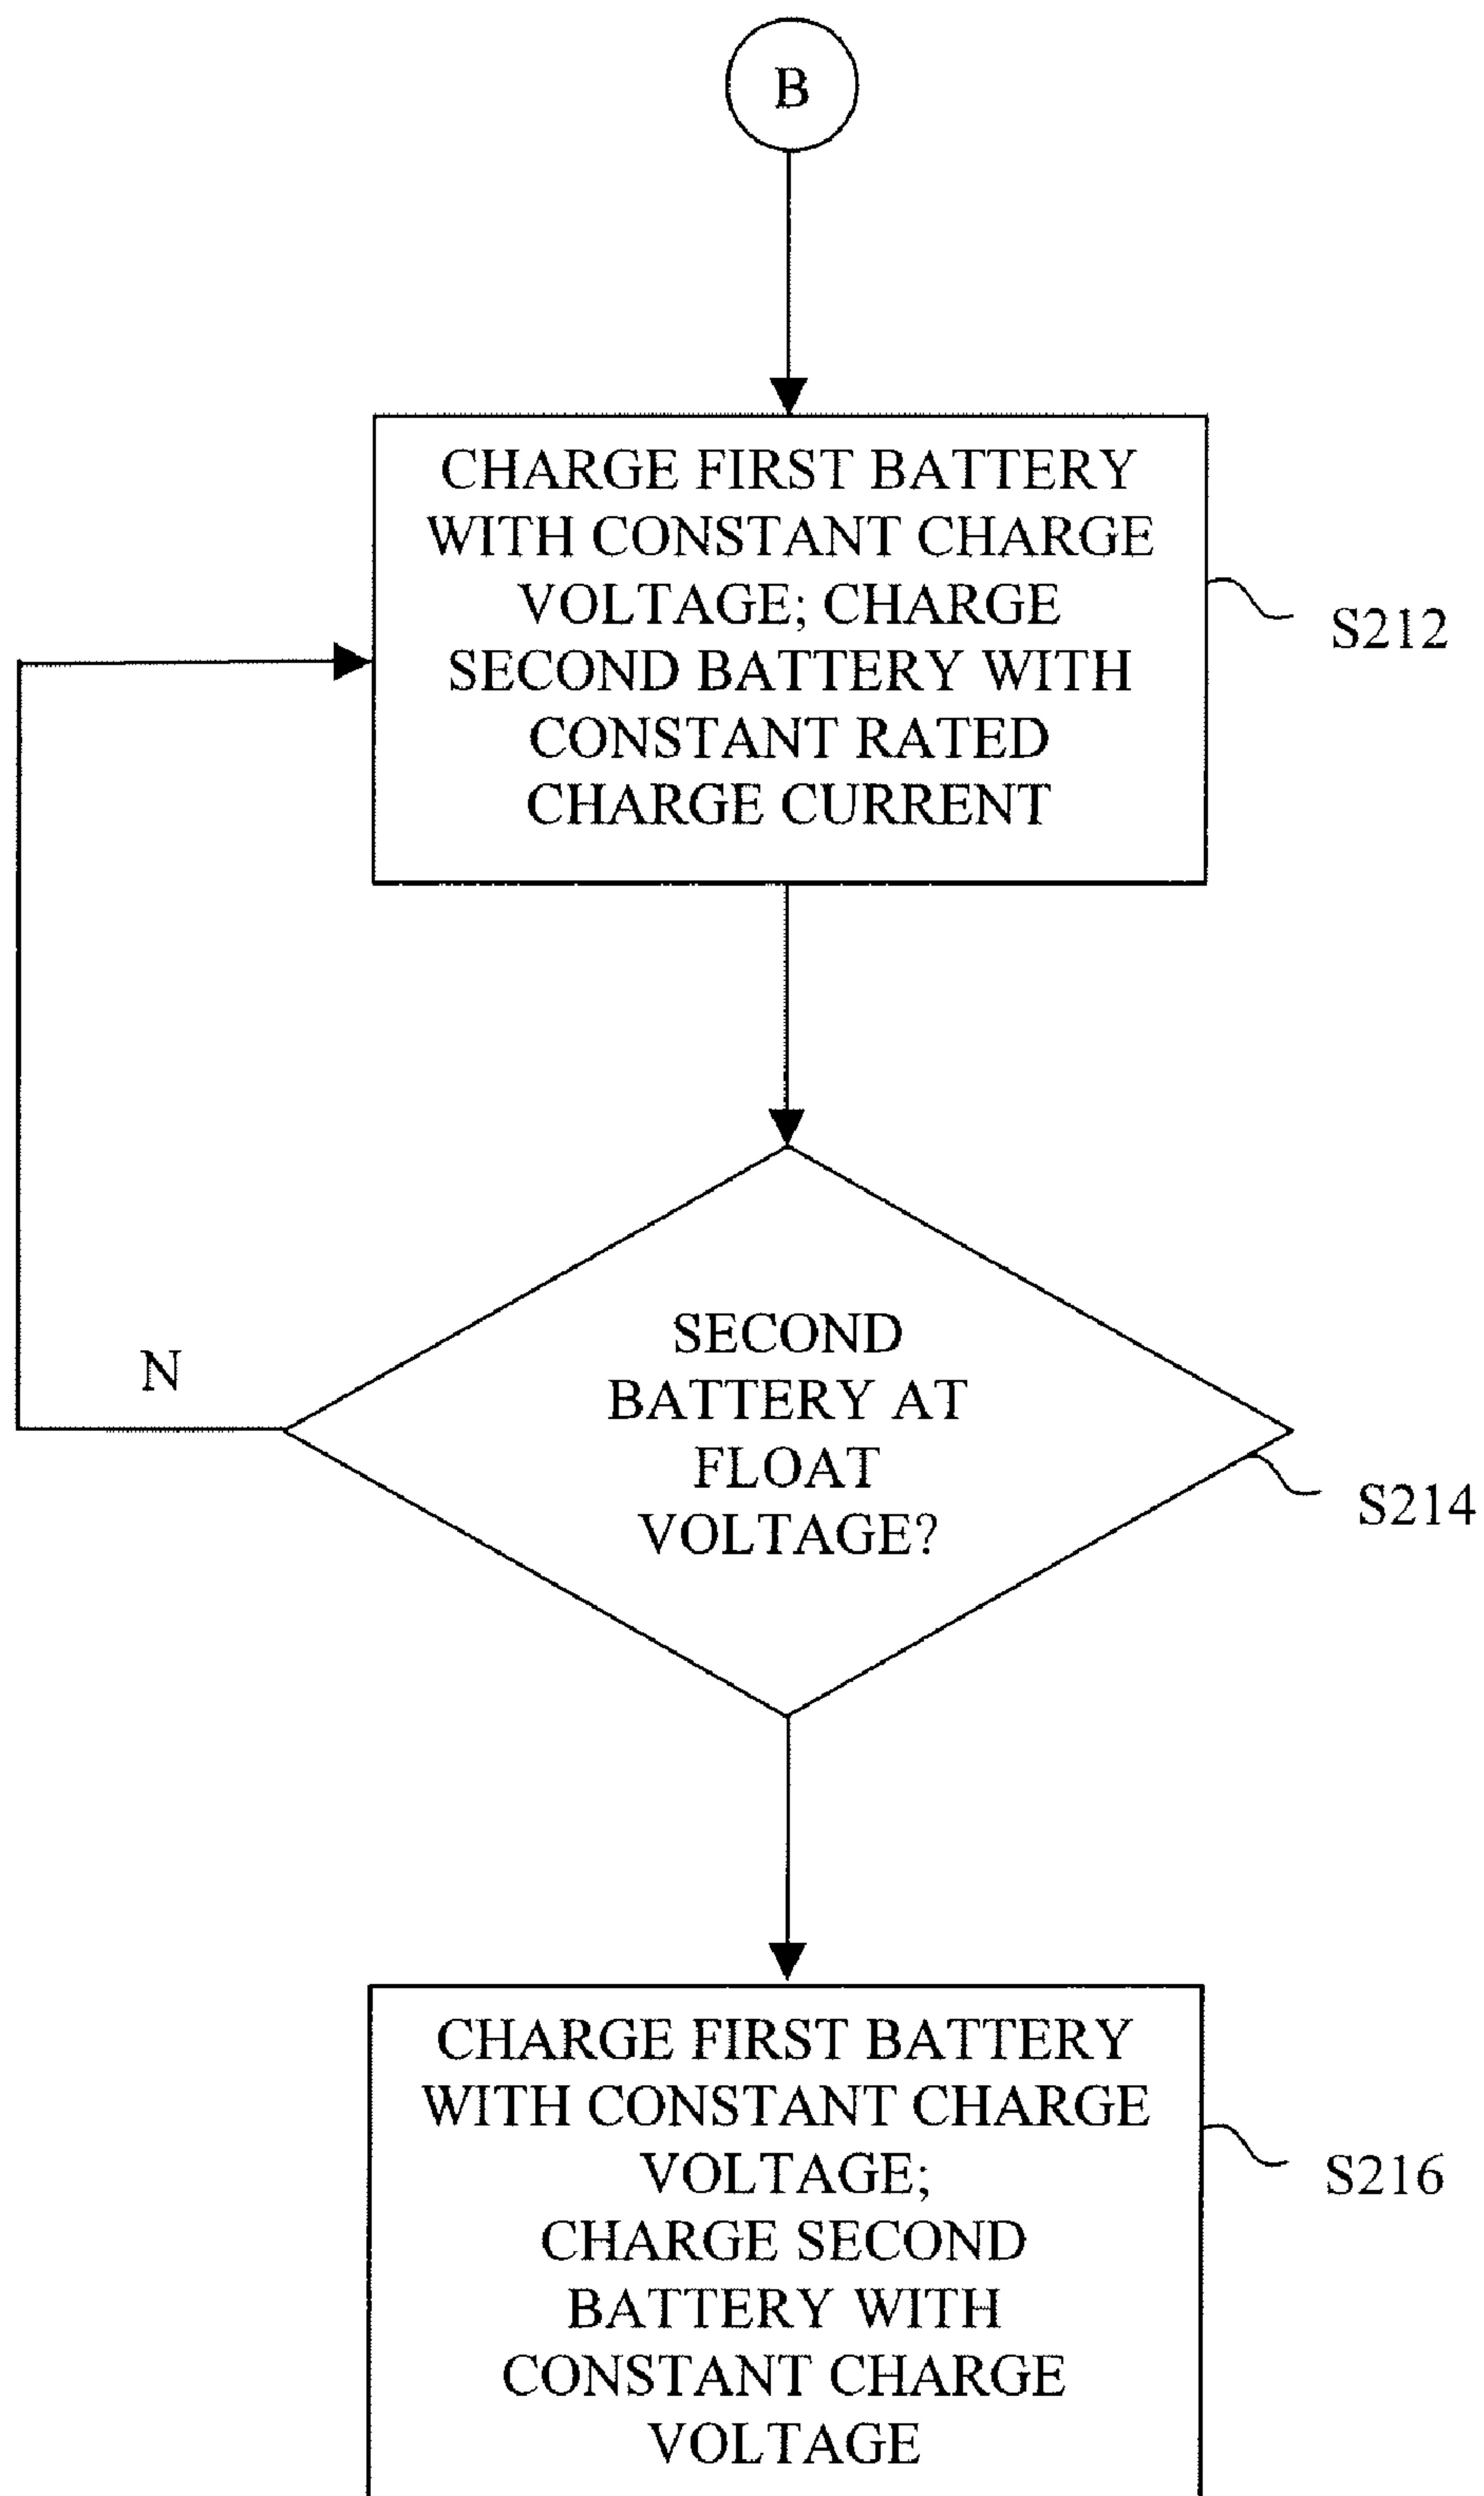 B
CHARGE FIRST BATTERY
WITH CONSTANT CHARGE
VOLTAGE; CHARGE
SECOND BATTERY WITH
CONSTANT RATED
CHARGE CURRENT
S212
SECOND
BATTERY AT
FLOAT
VOLTAGE?
N
S214
CHARGE FIRST BATTERY
WITH CONSTANT CHARGE
VOLTAGE;
CHARGE SECOND
BATTERY WITH
CONSTANT CHARGE
VOLTAGE
S216